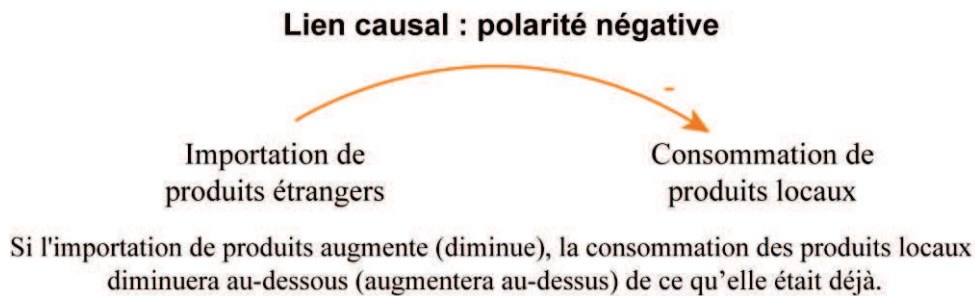 Lien causal : polarité négative
-
Importation de
produits étrangers
Consommation de
produits locaux
Si l'importation de produits augmente (diminue), la consommation des produits locaux
diminuera au-dessous (augmentera au-dessus) de ce qu'elle était déjà.